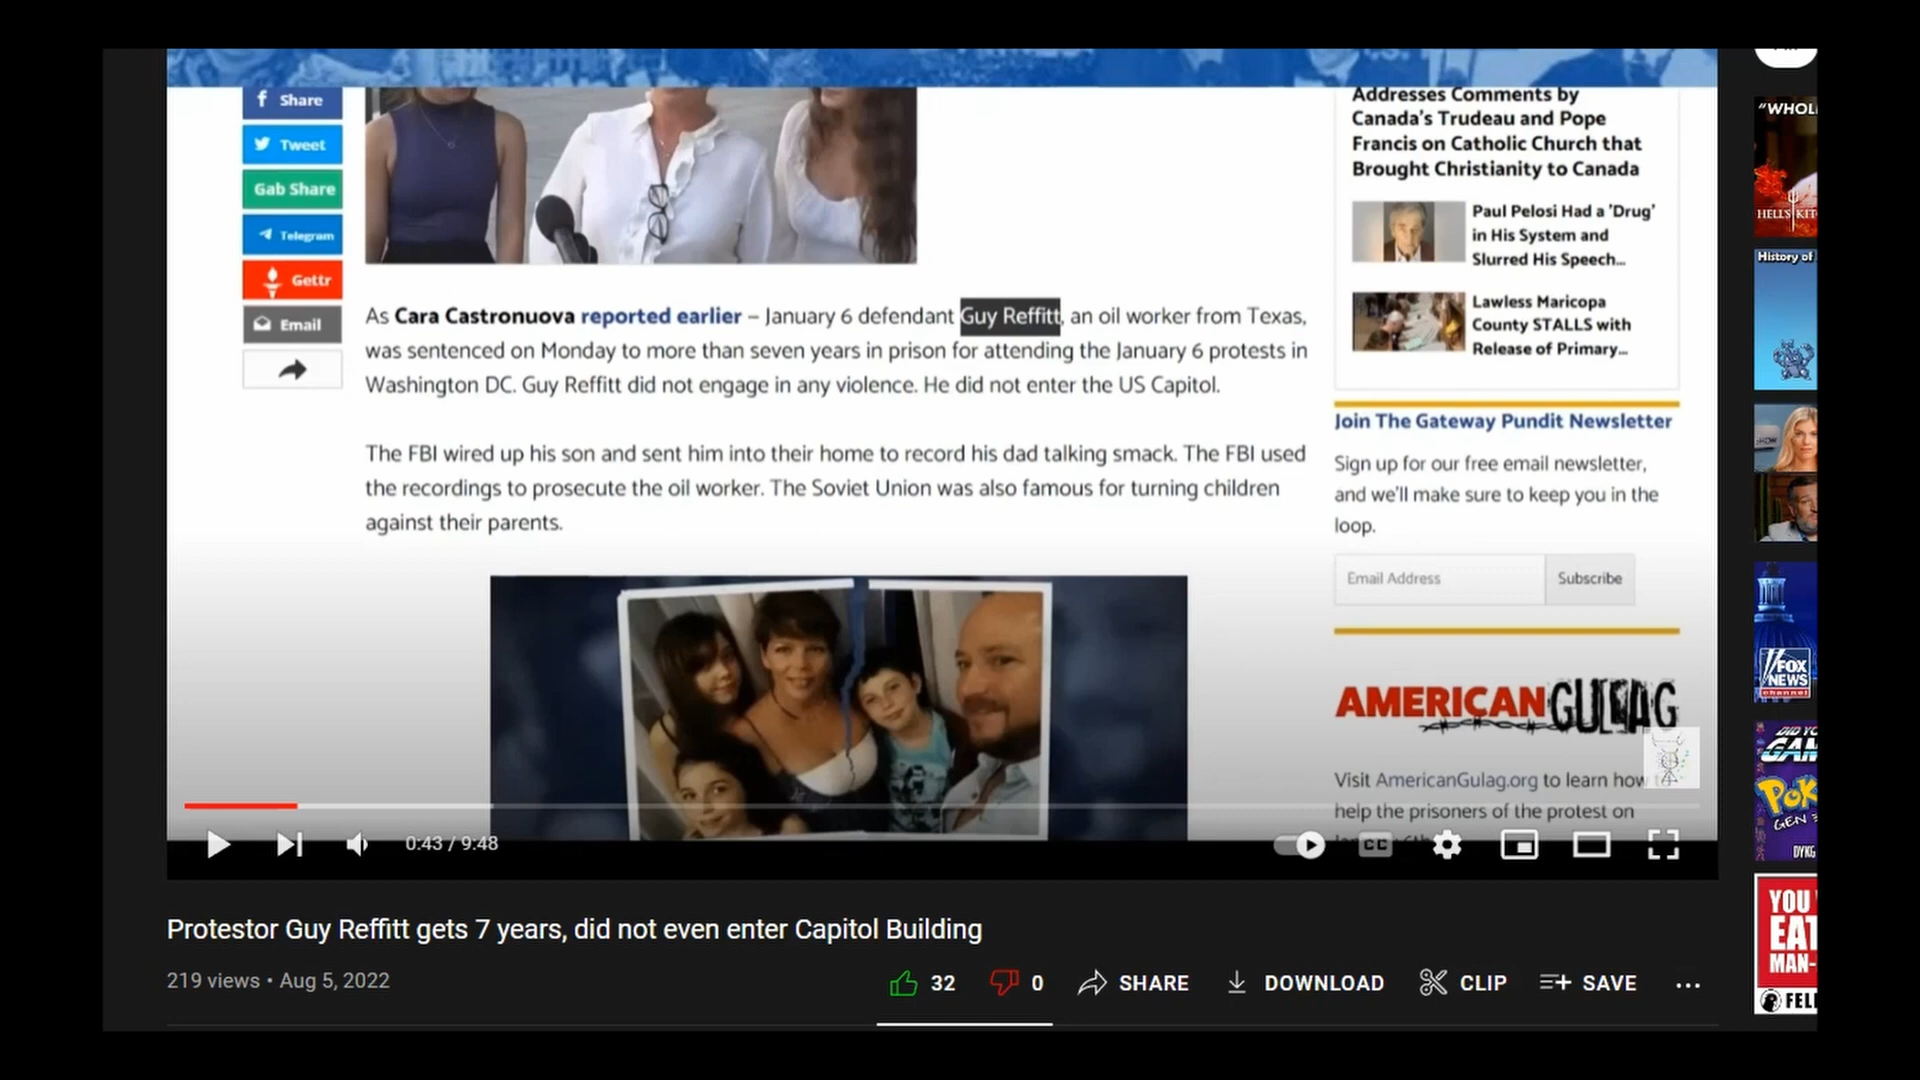 Share
Tweet
Gab Share
Telegram
Gettr
Email
Addresses Comments by
Canada's Trudeau and Pope
Francis on Catholic Church that
Brought Christianity to Canada
Paul Pelosi Had a 'Drug'
in His System and
Slurred His Speech...
Lawless Maricopa
County STALLS with
Release of Primary...
As Cara Castronuova reported earlier – January 6 defendant Guy Reffitt, an oil worker from Texas,
was sentenced on Monday to more than seven years in prison for attending the January 6 protests in
Washington DC. Guy Reffitt did not engage in any violence. He did not enter the US Capitol.
The FBI wired up his son and sent him into their home to record his dad talking smack. The FBI used
the recordings to prosecute the oil worker. The Soviet Union was also famous for turning children
against their parents.
Join The Gateway Pundit Newsletter
Sign up for our free email newsletter,
and we'll make sure to keep you in the
loop.
Email Address
Subscribe
AMERICAN GULAG
Visit AmericanGulag.org to learn how
help the prisoners of the protest on
0:43 / 9:48
CC
Protestor Guy Reffitt gets 7 years, did not even enter Capitol Building
219 views • Aug 5, 2022
32
0
SHARE
DOWNLOAD
CLIP
SAVE
"WHOL
HELL'S KIT
History of
FOX
NEWS
channel
DID YO
GAM
POK
GEN
DYKG
YOU
EAT
MAN-
FEL